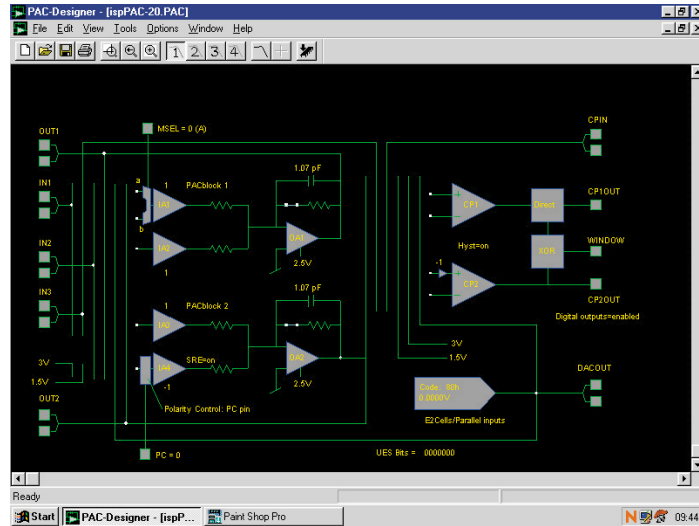 PAC-Designer - [ispPAC-20.PAC]
File Edit View Tools Options Window Help
1 2 3 4
MSEL = 0 (A)
CPIN
OUT1
1.07 pF
a 1 PACblock 1
IN1
IA1
CP1
Direct
CP1OUT
b
OA1
IN2
IA2
Hyst=on
XOR
WINDOW
1
2.5V
-1
CP2
IN3
1.07 pF
1 PACblock 2
CP2OUT
IA3
Digital outputs=enabled
3V
SRE=on
OA2
3V
1.5V
IA4
1.5V
DACOUT
-1
2.5V
Code: 80h
0.0000V
OUT2
Polarity Control: PC pin
E2Cells/Parallel inputs
PC = 0
UES Bits = 0000000
Ready
Start PAC-Designer - [ispP... Paint Shop Pro N 09:44